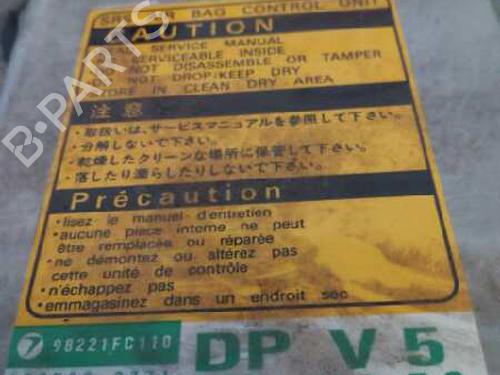 BAG CONTROL UNIT
CAUTION
SERVICE MANUAL
SERVICEABLE INSIDE
NOT DISASSEMBLE OR TAMPER
NOT DROP·KEEP DRY
STORE IN CLEAN DRY AREA
注意
・取扱いは、サービスマニュアルを参照して下さい。
・分解しないで下さい。
・乾燥したクリーンな場所に保管して下さい。
・落したり濡らしたりしないで下さい。
Précaution
•lisez le manuel d'entretien
•aucune pièce interne ne peut
être remplacée ou réparée
•ne démontez ou altérez pas
cette unité de contrôle
•n'échappez pas
•emmagasinez dans un endroit sec
98221FC110 DP V5
B-PARTS